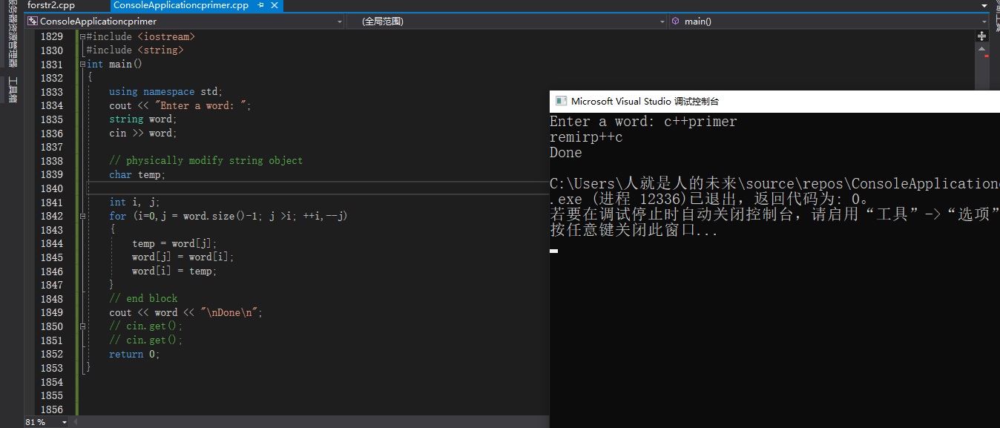 forstr2.cpp
ConsoleApplicationcprimer.cpp
服务器资源管理器
工具箱
ConsoleApplicationcprimer
(全局范围)
main()
1829 #include <iostream>
1830 #include <string>
1831 int main()
1832 {
1833 using namespace std;
1834 cout << "Enter a word: ";
1835 string word;
1836 cin >> word;
1837
1838 // physically modify string object
1839 char temp;
1840
1841 int i, j;
1842 for (i=0,j = word.size()-1; j >i; ++i,--j)
1843 {
1844 temp = word[j];
1845 word[j] = word[i];
1846 word[i] = temp;
1847 }
1848 // end block
1849 cout << word << "\nDone\n";
1850 // cin.get();
1851 // cin.get();
1852 return 0;
1853 }
1854
1855
1856
81 %
Microsoft Visual Studio 调试控制台
Enter a word: c++primer
remirp++c
Done
C:\Users\人就是人的未来\source\repos\ConsoleApplication
.exe (进程 12336)已退出，返回代码为: 0。
若要在调试停止时自动关闭控制台，请启用“工具”->“选项”
按任意键关闭此窗口...